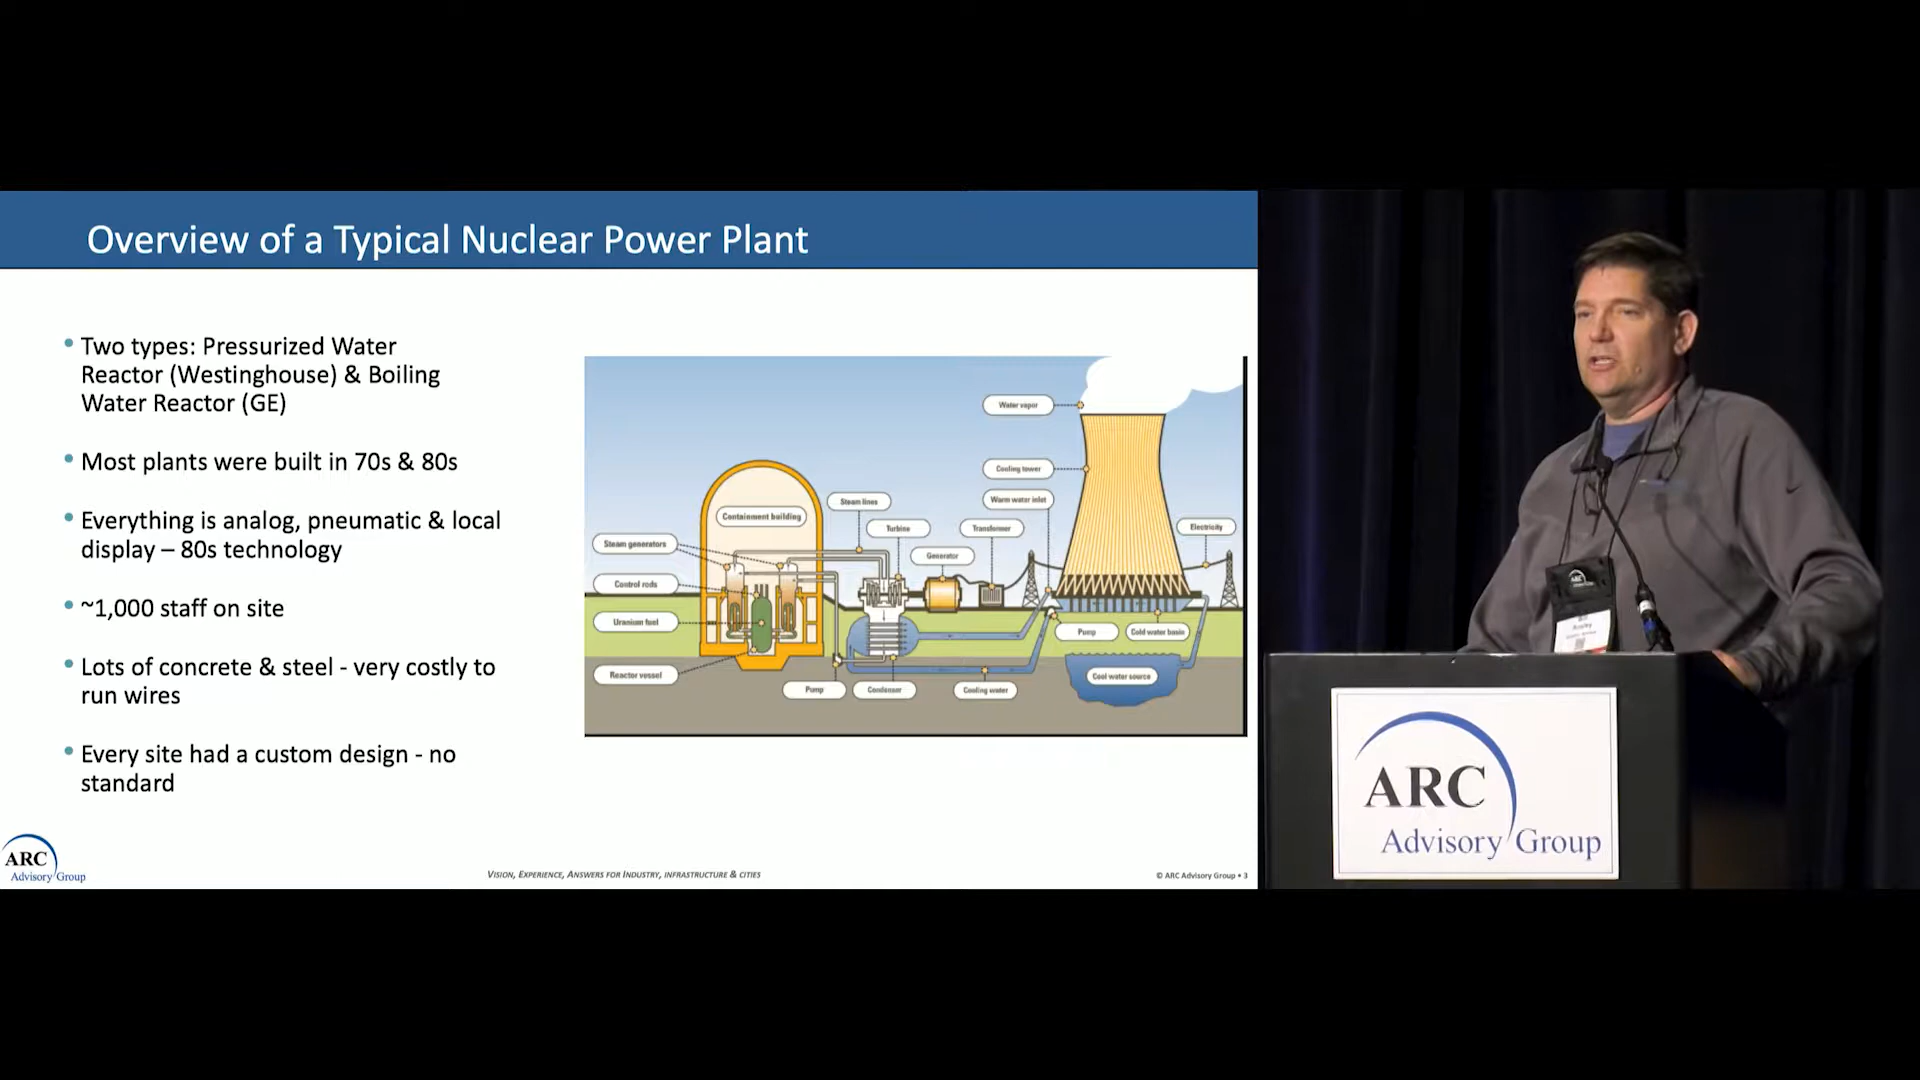 Overview of a Typical Nuclear Power Plant
• Two types: Pressurized Water
Reactor (Westinghouse) & Boiling
Water Reactor (GE)
• Most plants were built in 70s & 80s
• Everything is analog, pneumatic & local
display – 80s technology
• ~1,000 staff on site
• Lots of concrete & steel - very costly to
run wires
• Every site had a custom design - no
standard
Water vapor
Cooling tower
Warm water inlet
Steam lines
Containment building
Turbine
Transformer
Electricity
Steam generators
Generator
Control rods
Uranium fuel
Pump
Cold water basin
Reactor vessel
Cool water source
Pump
Condenser
Cooling water
ARC
Advisory Group
VISION, EXPERIENCE, ANSWERS FOR INDUSTRY, INFRASTRUCTURE & CITIES
© ARC Advisory Group • 3
ARC
ARC
Advisory Group